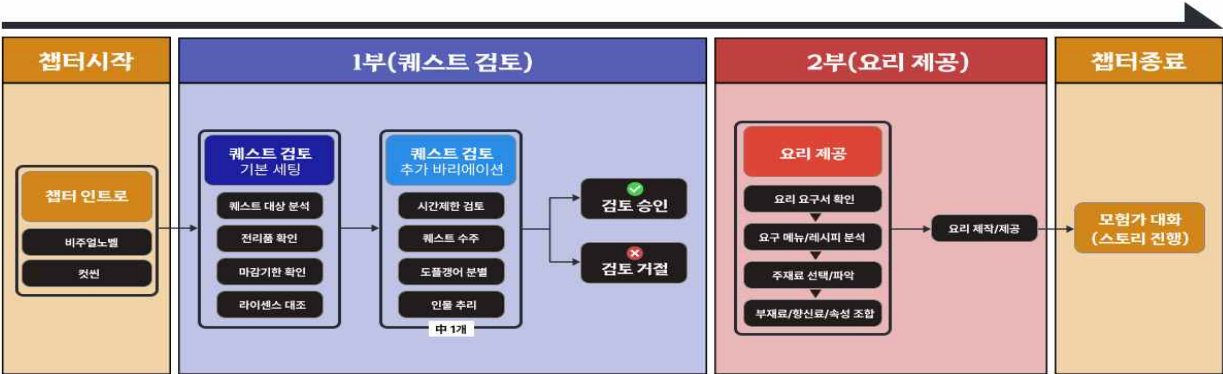 챕터시작
1부(퀘스트 검토)
2부(요리 제공)
챕터종료
챕터 인트로
비주얼노벨
컷씬
퀘스트 검토
기본 세팅
퀘스트 대상 분석
전리품 확인
마감기한 확인
라이센스 대조
퀘스트 검토
추가 바리에이션
시간제한 검토
퀘스트 수주
도플갱어 분별
인물 추리
中 1개
검토 승인
검토 거절
요리 제공
요리 요구서 확인
요구 메뉴/레시피 분석
주재료 선택/파악
부재료/향신료/속성 조합
요리 제작/제공
모험가 대화
(스토리 진행)